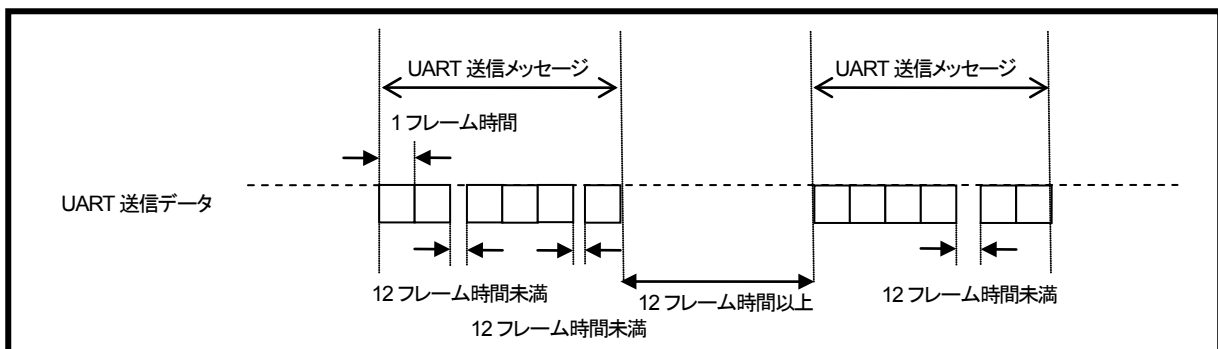 UART 送信メッセージ
UART 送信メッセージ
1 フレーム時間
UART 送信データ
12 フレーム時間未満
12 フレーム時間以上
12 フレーム時間未満
12 フレーム時間未満